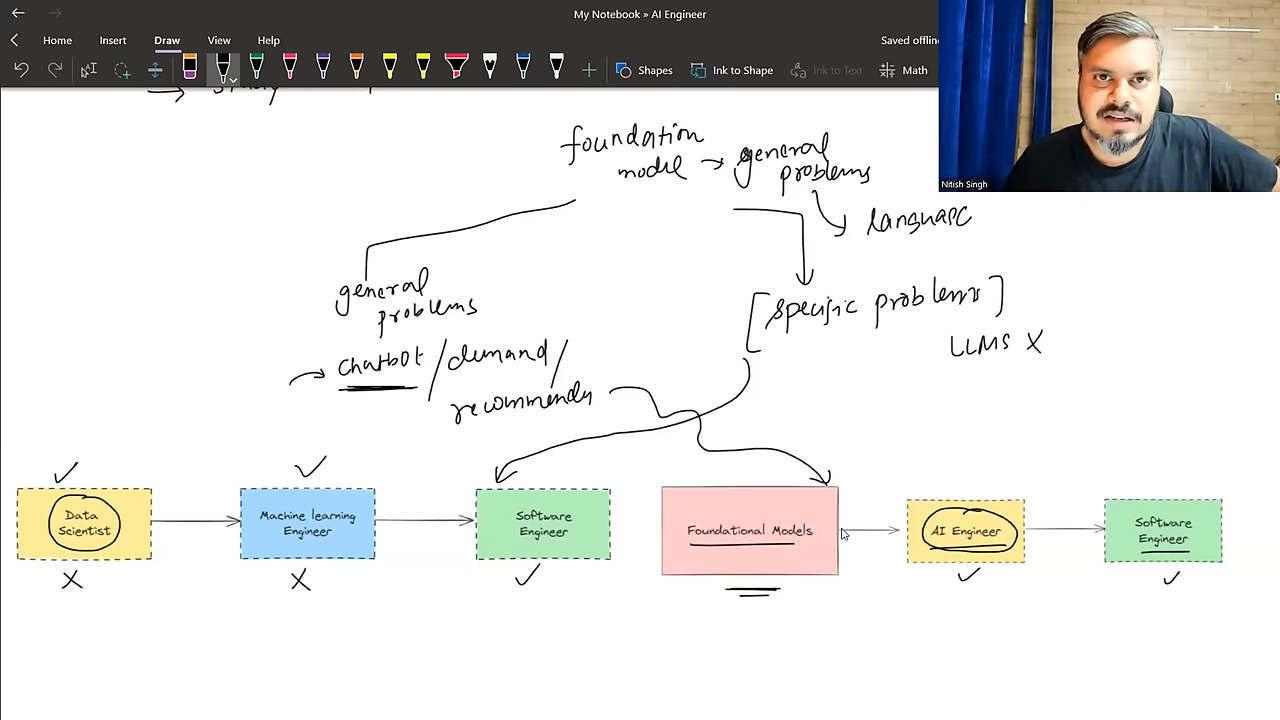 My Notebook » AI Engineer
Home Insert Draw View Help Saved offline
Shapes Ink to Shape Ink to Text Math
Nitish Singh
foundation
model → general
problems
language
general
problems
[specific problems]
LLMs X
→ chatbot / demand /
recommendn
Data
Scientist
Machine learning
Engineer
Software
Engineer
Foundational Models
AI Engineer
Software
Engineer